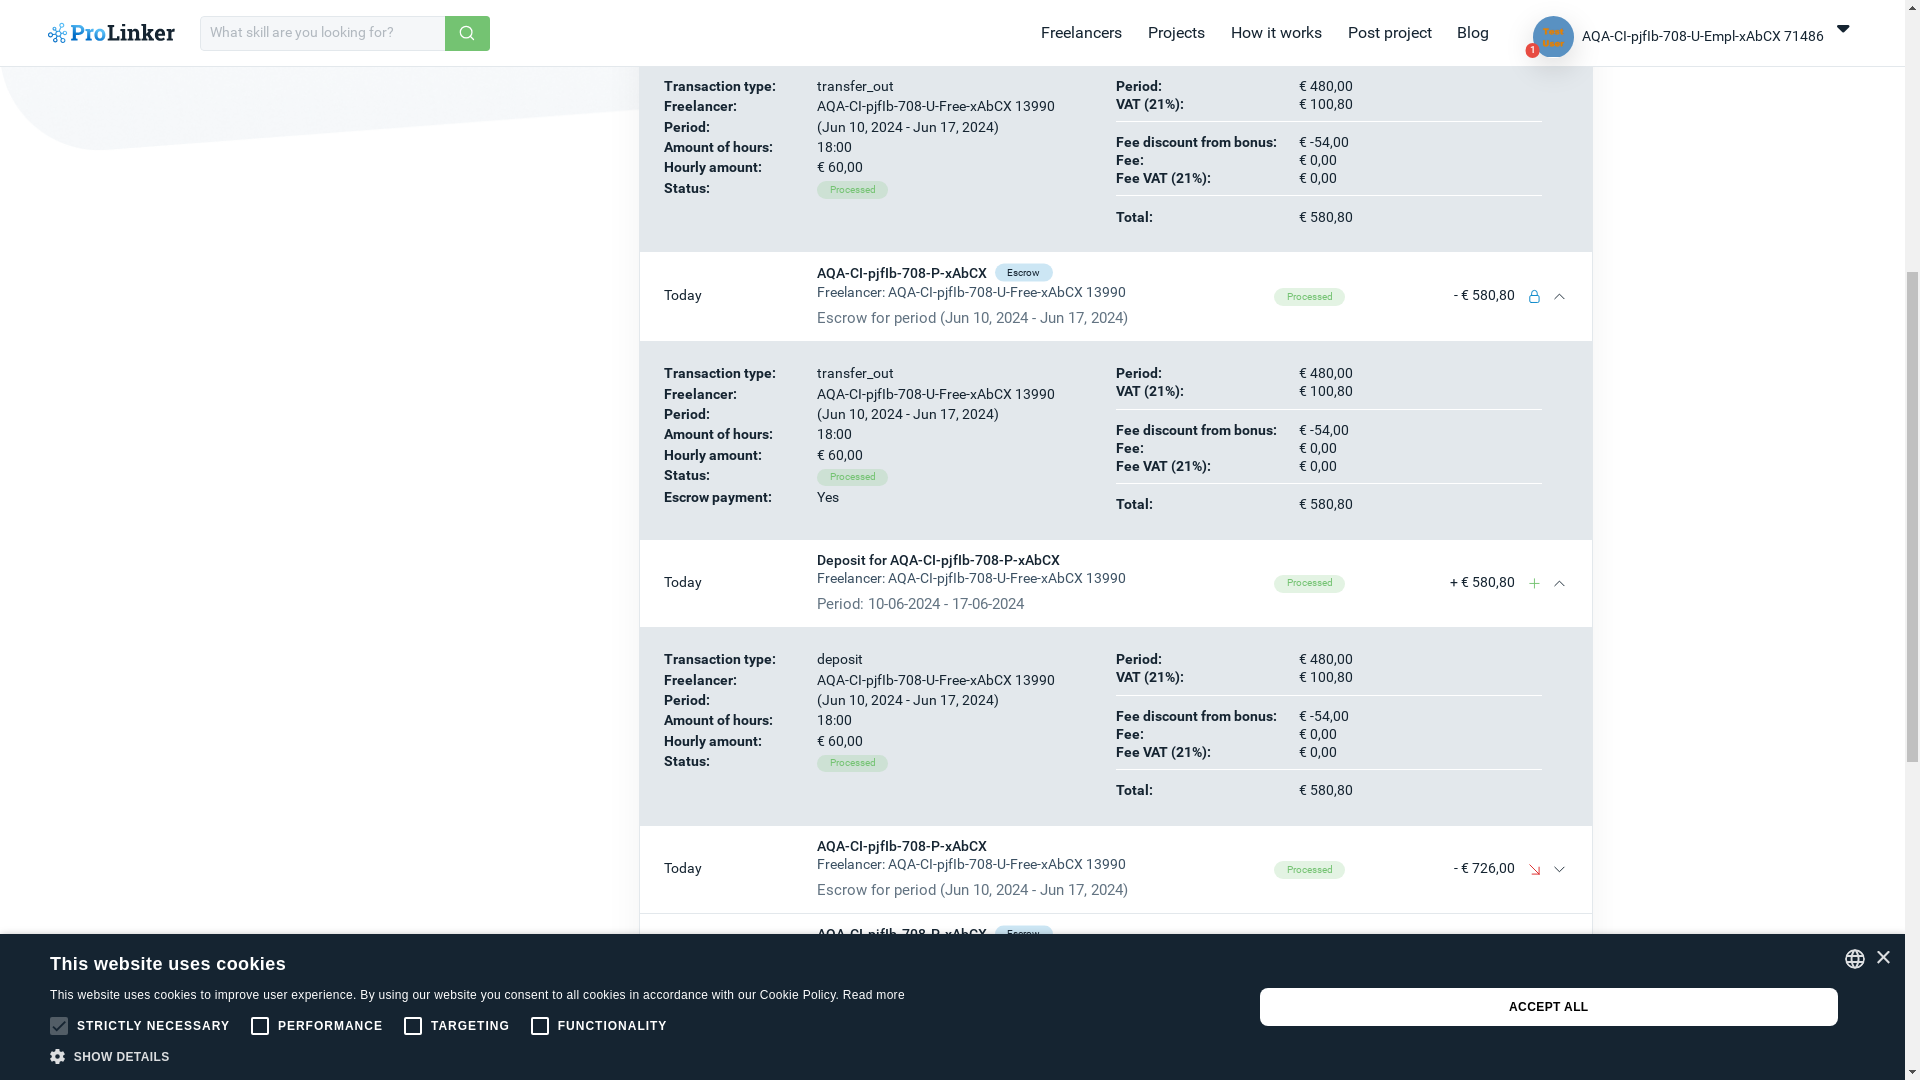 ProLinker
What skill are you looking for?
Freelancers Projects How it works Post project Blog
Test User
1
AQA-CI-pjfIb-708-U-Empl-xAbCX 71486
Transaction type: transfer_out
Freelancer: AQA-CI-pjfIb-708-U-Free-xAbCX 13990
Period: (Jun 10, 2024 - Jun 17, 2024)
Amount of hours: 18:00
Hourly amount: € 60,00
Status: Processed
Period: € 480,00
VAT (21%): € 100,80
Fee discount from bonus: € -54,00
Fee: € 0,00
Fee VAT (21%): € 0,00
Total: € 580,80
AQA-CI-pjfIb-708-P-xAbCX Escrow
Today
Freelancer: AQA-CI-pjfIb-708-U-Free-xAbCX 13990
Escrow for period (Jun 10, 2024 - Jun 17, 2024)
Processed
- € 580,80
Transaction type: transfer_out
Freelancer: AQA-CI-pjfIb-708-U-Free-xAbCX 13990
Period: (Jun 10, 2024 - Jun 17, 2024)
Amount of hours: 18:00
Hourly amount: € 60,00
Status: Processed
Escrow payment: Yes
Period: € 480,00
VAT (21%): € 100,80
Fee discount from bonus: € -54,00
Fee: € 0,00
Fee VAT (21%): € 0,00
Total: € 580,80
Deposit for AQA-CI-pjfIb-708-P-xAbCX
Today
Freelancer: AQA-CI-pjfIb-708-U-Free-xAbCX 13990
Period: 10-06-2024 - 17-06-2024
Processed
+ € 580,80
Transaction type: deposit
Freelancer: AQA-CI-pjfIb-708-U-Free-xAbCX 13990
Period: (Jun 10, 2024 - Jun 17, 2024)
Amount of hours: 18:00
Hourly amount: € 60,00
Status: Processed
Period: € 480,00
VAT (21%): € 100,80
Fee discount from bonus: € -54,00
Fee: € 0,00
Fee VAT (21%): € 0,00
Total: € 580,80
AQA-CI-pjfIb-708-P-xAbCX
Today
Freelancer: AQA-CI-pjfIb-708-U-Free-xAbCX 13990
Escrow for period (Jun 10, 2024 - Jun 17, 2024)
Processed
- € 726,00
AQA-CI-pjfIb-708-P-xAbCX Escrow
This website uses cookies
This website uses cookies to improve user experience. By using our website you consent to all cookies in accordance with our Cookie Policy. Read more
STRICTLY NECESSARY PERFORMANCE TARGETING FUNCTIONALITY
SHOW DETAILS
ACCEPT ALL